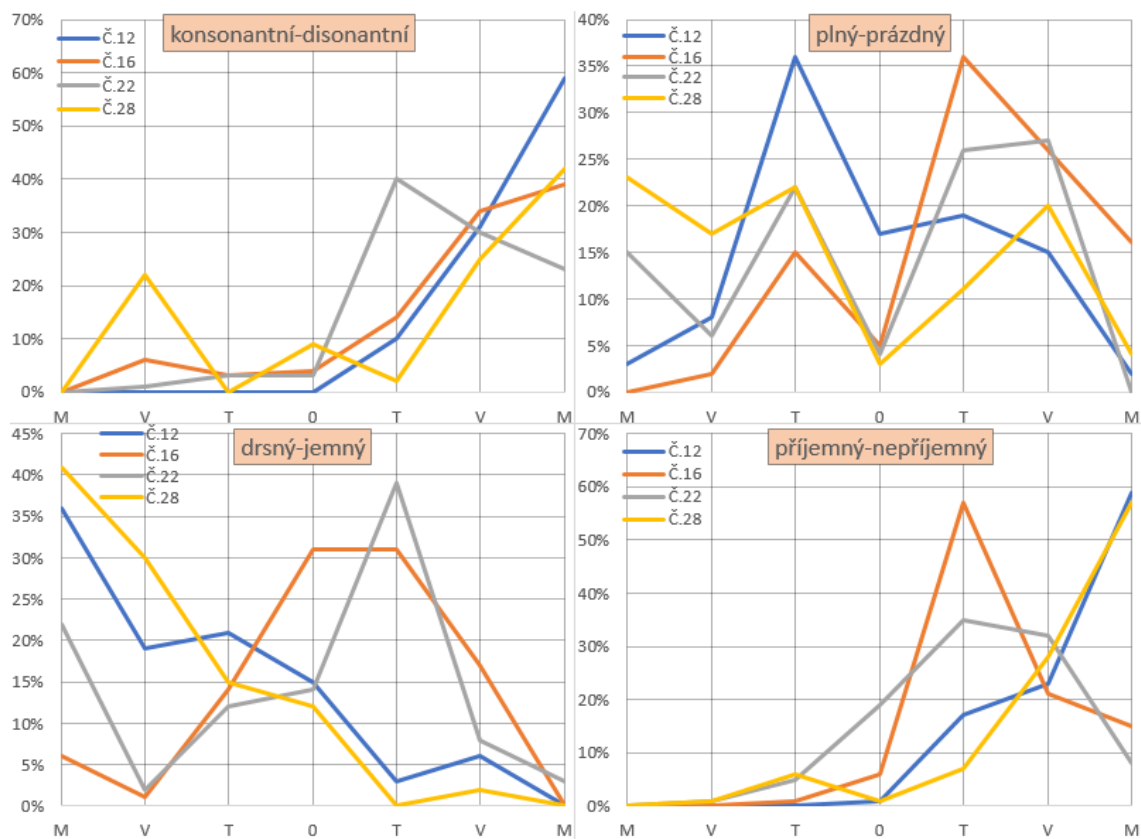 konsonantní-disonantní
Č.12
Č.16
Č.22
Č.28
70%
60%
50%
40%
30%
20%
10%
0%
M V T 0 T V M
plný-prázdný
Č.12
Č.16
Č.22
Č.28
40%
35%
30%
25%
20%
15%
10%
5%
0%
M V T 0 T V M
drsný-jemný
Č.12
Č.16
Č.22
Č.28
45%
40%
35%
30%
25%
20%
15%
10%
5%
0%
M V T 0 T V M
příjemný-nepříjemný
Č.12
Č.16
Č.22
Č.28
70%
60%
50%
40%
30%
20%
10%
0%
M V T 0 T V M